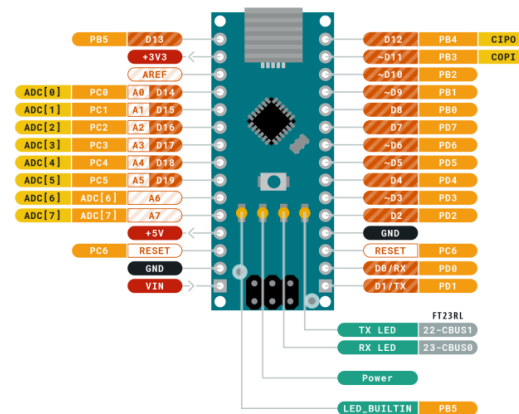 PB5 D13
+3V3
AREF
ADC[0] PC0 A0 D14
ADC[1] PC1 A1 D15
ADC[2] PC2 A2 D16
ADC[3] PC3 A3 D17
ADC[4] PC4 A4 D18
ADC[5] PC5 A5 D19
ADC[6] ADC[6] A6
ADC[7] ADC[7] A7
+5V
PC6 RESET
GND
VIN
D12 PB4 CIPO
~D11 PB3 COPI
~D10 PB2
~D9 PB1
D8 PB0
D7 PD7
~D6 PD6
~D5 PD5
D4 PD4
~D3 PD3
D2 PD2
GND
RESET PC6
D0/RX PD0
D1/TX PD1
FT23RL
TX LED 22-CBUS1
RX LED 23-CBUS0
Power
LED_BUILTIN PB5